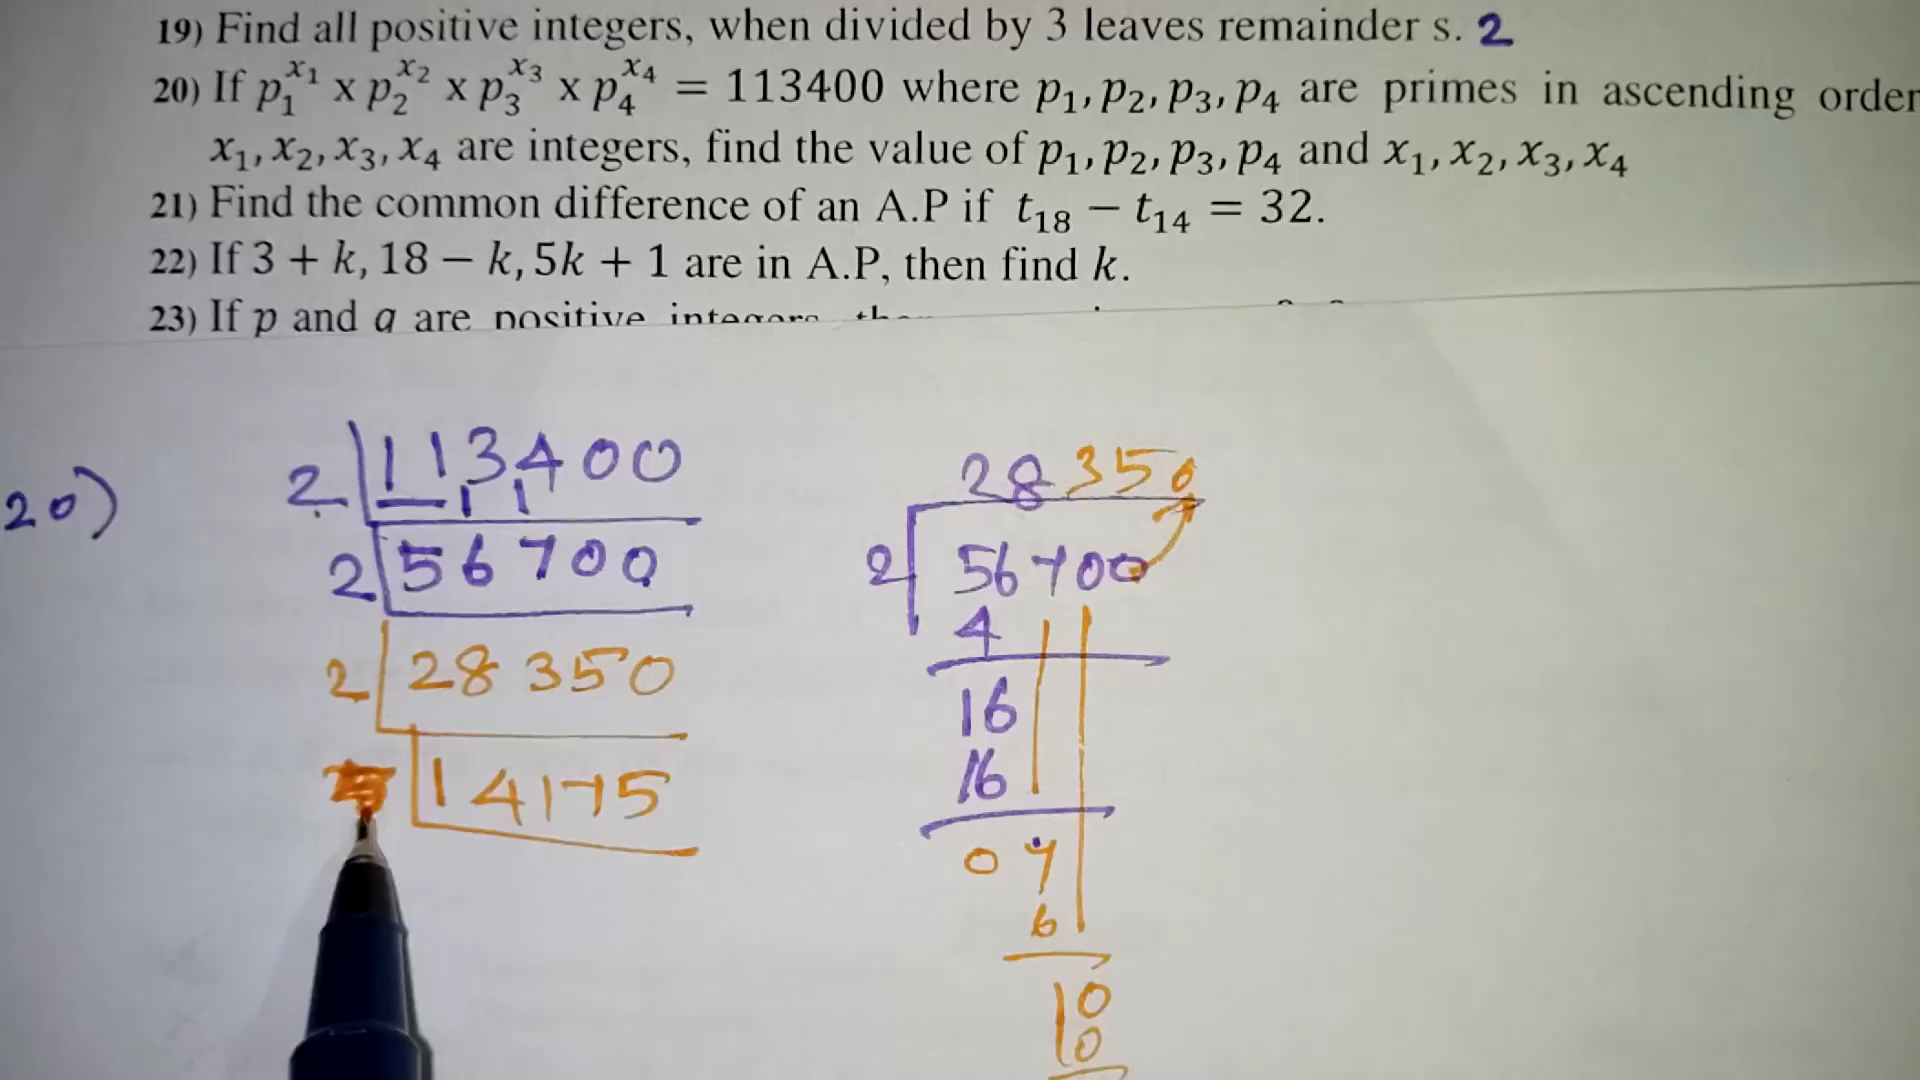 19) Find all positive integers, when divided by 3 leaves remainder s. 2
20) If p₁^x₁ x p₂^x₂ x p₃^x₃ x p₄^x₄ = 113400 where p₁, p₂, p₃, p₄ are primes in ascending order
x₁, x₂, x₃, x₄ are integers, find the value of p₁, p₂, p₃, p₄ and x₁, x₂, x₃, x₄
21) Find the common difference of an A.P if t₁₈ − t₁₄ = 32.
22) If 3 + k, 18 − k, 5k + 1 are in A.P, then find k.
23) If p and q are positive
20)
2 113400
1 1
2 56700
2 28350
14175
28350
2 56700
4
16
16
07
6
10
10